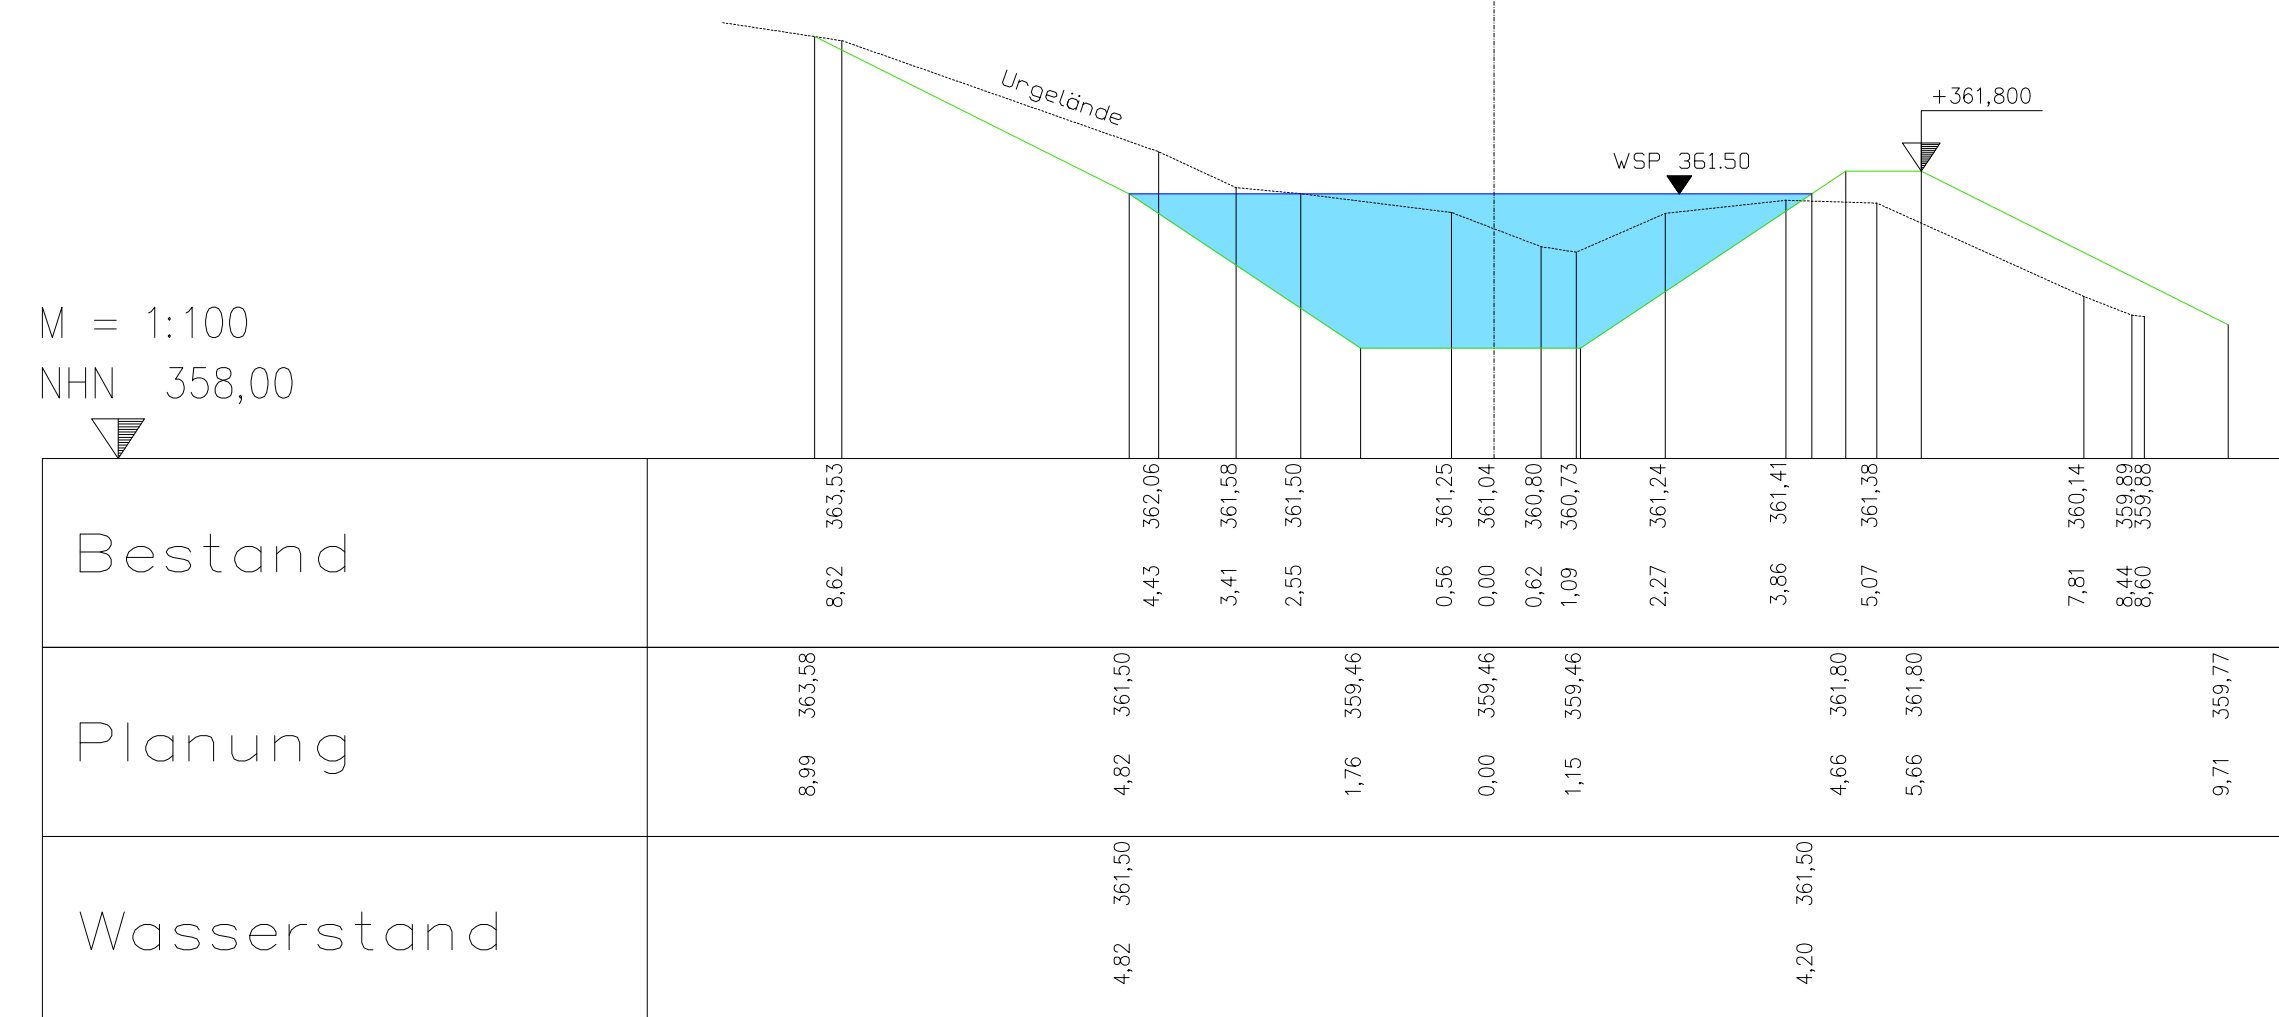 +361,800
Urgelände
WSP 361.50
M = 1:100
NHN 358,00
Bestand
363,53 362,06 361,58 361,50 361,25 361,04 360,80 360,73 361,24 361,41 361,38 360,14 359,89 359,88
8,62 4,43 3,41 2,55 0,56 0,00 0,62 1,09 2,27 3,86 5,07 7,81 8,44 8,60
Planung
363,58 361,50 359,46 359,46 359,46 361,80 361,80 359,77
8,99 4,82 1,76 0,00 1,15 4,66 5,66 9,71
Wasserstand
361,50 361,50
4,82 4,20